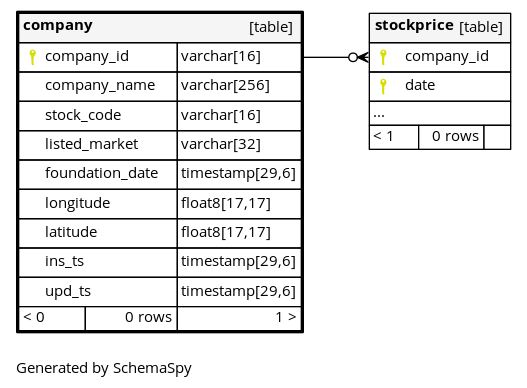 company [table]
company_id varchar[16]
company_name varchar[256]
stock_code varchar[16]
listed_market varchar[32]
foundation_date timestamp[29,6]
longitude float8[17,17]
latitude float8[17,17]
ins_ts timestamp[29,6]
upd_ts timestamp[29,6]
< 0 0 rows 1 >
stockprice [table]
company_id
date
...
< 1 0 rows
Generated by SchemaSpy